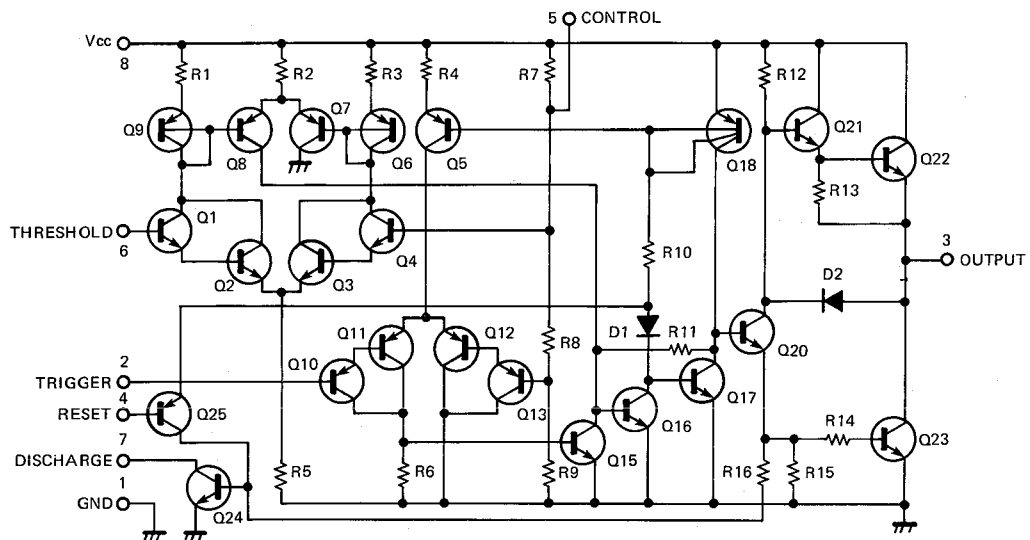 5 CONTROL
Vcc
8
R1
R2
R3
R4
R7
R12
Q9
Q8
Q7
Q6
Q5
Q18
Q21
Q22
R13
THRESHOLD
6
Q1
Q2
Q3
Q4
R10
3
OUTPUT
D2
Q11
Q12
R8
D1
R11
Q20
Q10
2
TRIGGER
Q13
Q17
4
RESET
Q25
Q16
7
DISCHARGE
R14
Q23
Q15
1
GND
Q24
R5
R6
R9
R16
R15